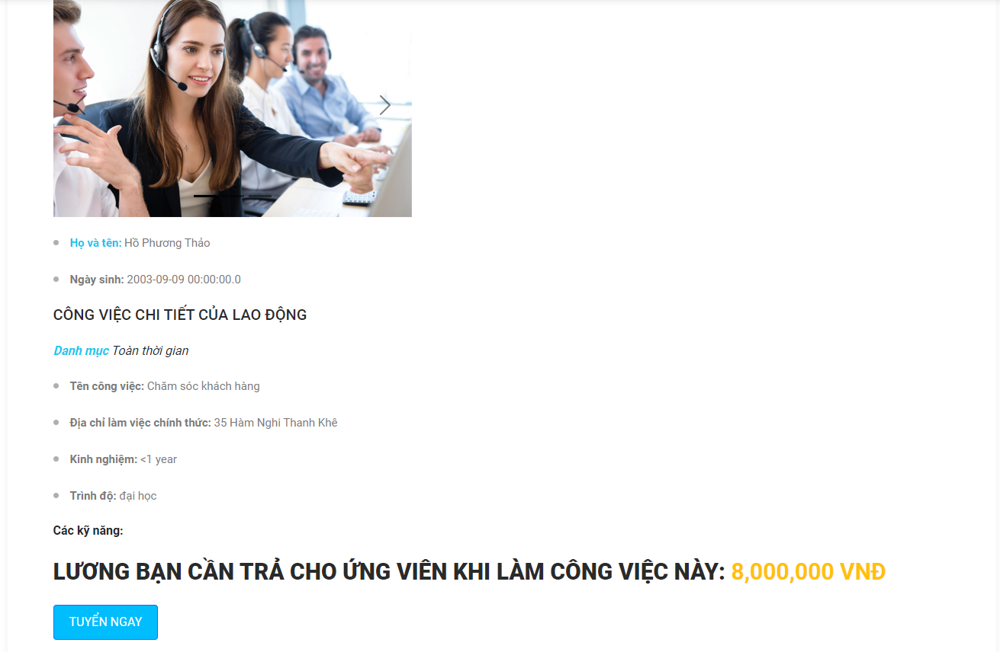 Họ và tên: Hồ Phương Thảo
Ngày sinh: 2003-09-09 00:00:00.0
CÔNG VIỆC CHI TIẾT CỦA LAO ĐỘNG
Danh mục Toàn thời gian
Tên công việc: Chăm sóc khách hàng
Địa chỉ làm việc chính thức: 35 Hàm Nghi Thanh Khê
Kinh nghiệm: <1 year
Trình độ: đại học
Các kỹ năng:
LƯƠNG BẠN CẦN TRẢ CHO ỨNG VIÊN KHI LÀM CÔNG VIỆC NÀY: 8,000,000 VNĐ
TUYỂN NGAY